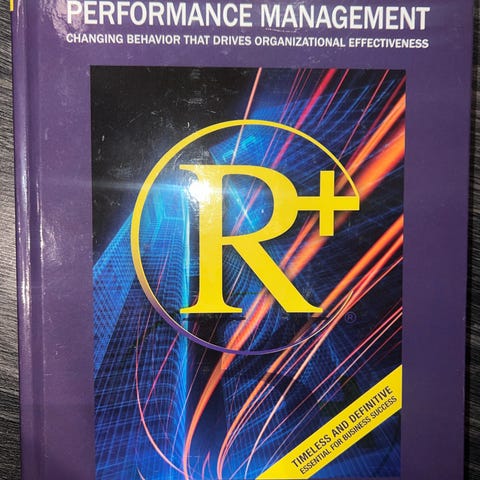 PERFORMANCE MANAGEMENT
CHANGING BEHAVIOR THAT DRIVES ORGANIZATIONAL EFFECTIVENESS
R+
®
TIMELESS AND DEFINITIVE
ESSENTIAL FOR BUSINESS SUCCESS